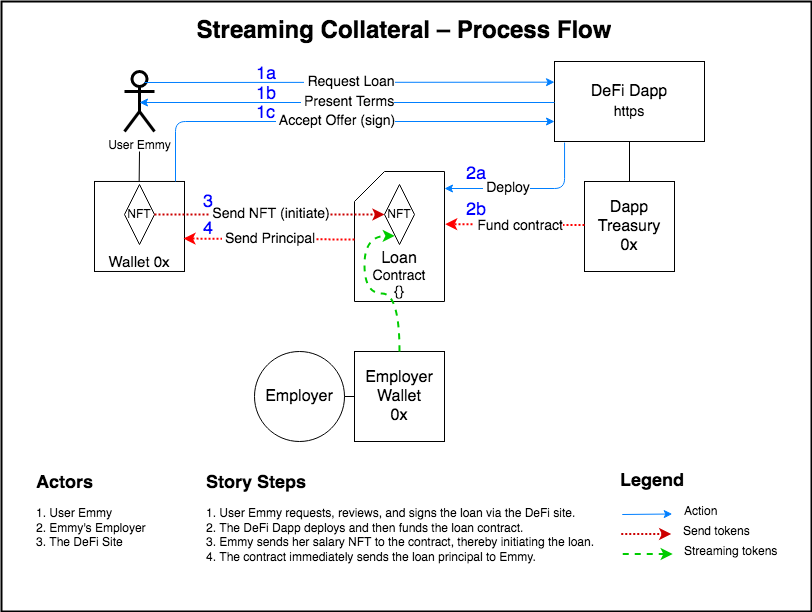 Streaming Collateral – Process Flow
1a
Request Loan
1b
Present Terms
1c
Accept Offer (sign)
User Emmy
DeFi Dapp
https
2a
Deploy
2b
Fund contract
Dapp
Treasury
0x
NFT
Wallet 0x
3
Send NFT (initiate)
4
Send Principal
NFT
Loan
Contract
{}
Employer
Employer
Wallet
0x
Actors
1. User Emmy
2. Emmy's Employer
3. The DeFi Site
Story Steps
1. User Emmy requests, reviews, and signs the loan via the DeFi site.
2. The DeFi Dapp deploys and then funds the loan contract.
3. Emmy sends her salary NFT to the contract, thereby initiating the loan.
4. The contract immediately sends the loan principal to Emmy.
Legend
Action
Send tokens
Streaming tokens